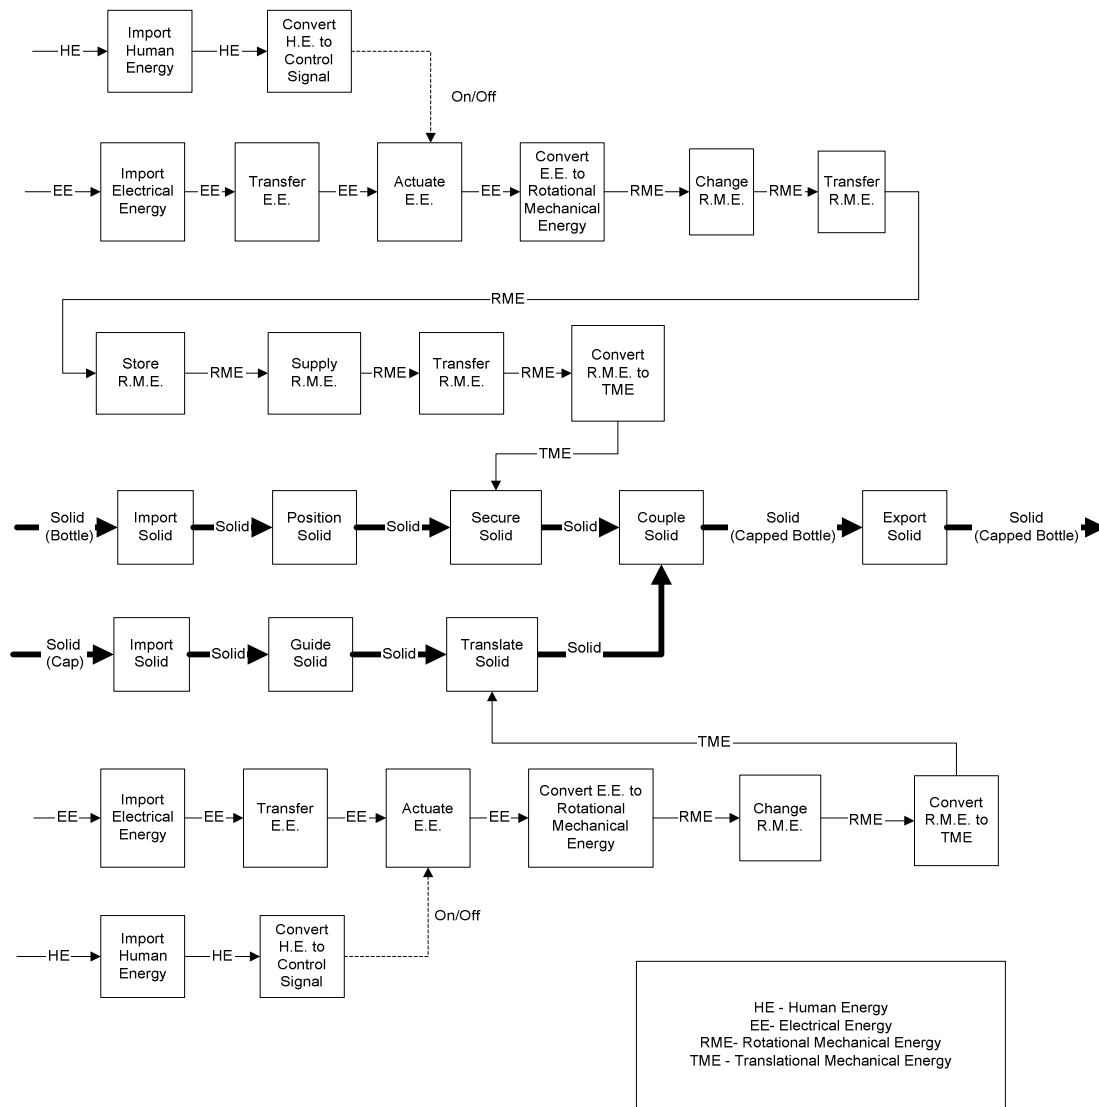 HE
Import
Human
Energy
HE
Convert
H.E. to
Control
Signal
On/Off
EE
Import
Electrical
Energy
EE
Transfer
E.E.
EE
Actuate
E.E.
EE
Convert
E.E. to
Rotational
Mechanical
Energy
RME
Change
R.M.E.
RME
Transfer
R.M.E.
RME
Store
R.M.E.
RME
Supply
R.M.E.
RME
Transfer
R.M.E.
RME
Convert
R.M.E. to
TME
TME
Solid
(Bottle)
Import
Solid
Solid
Position
Solid
Solid
Secure
Solid
Solid
Couple
Solid
Solid
(Capped Bottle)
Export
Solid
Solid
(Capped Bottle)
Solid
(Cap)
Import
Solid
Solid
Guide
Solid
Solid
Translate
Solid
Solid
TME
EE
Import
Electrical
Energy
EE
Transfer
E.E.
EE
Actuate
E.E.
EE
Convert E.E. to
Rotational
Mechanical
Energy
RME
Change
R.M.E.
RME
Convert
R.M.E. to
TME
On/Off
HE
Import
Human
Energy
HE
Convert
H.E. to
Control
Signal
HE - Human Energy
EE- Electrical Energy
RME- Rotational Mechanical Energy
TME - Translational Mechanical Energy